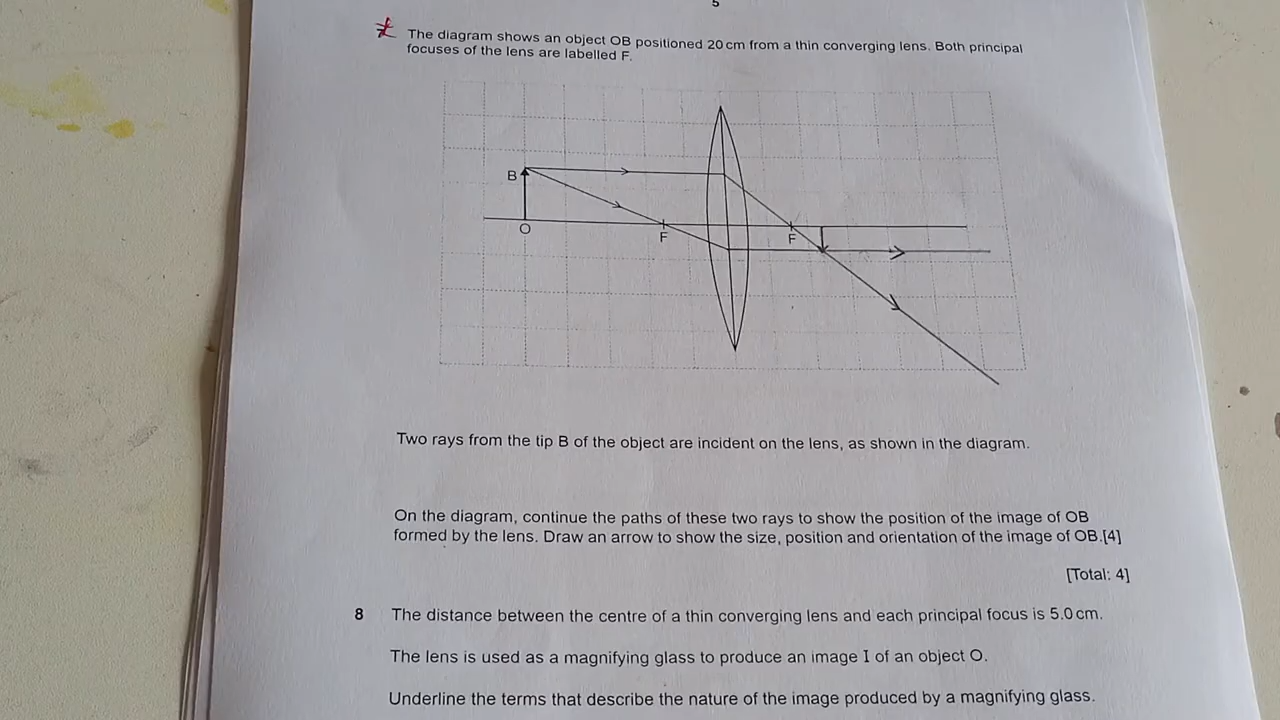 5
The diagram shows an object OB positioned 20 cm from a thin converging lens. Both principal
focuses of the lens are labelled F.
B
O
F
F
Two rays from the tip B of the object are incident on the lens, as shown in the diagram.
On the diagram, continue the paths of these two rays to show the position of the image of OB
formed by the lens. Draw an arrow to show the size, position and orientation of the image of OB.[4]
[Total: 4]
8 The distance between the centre of a thin converging lens and each principal focus is 5.0 cm.
The lens is used as a magnifying glass to produce an image I of an object O.
Underline the terms that describe the nature of the image produced by a magnifying glass.